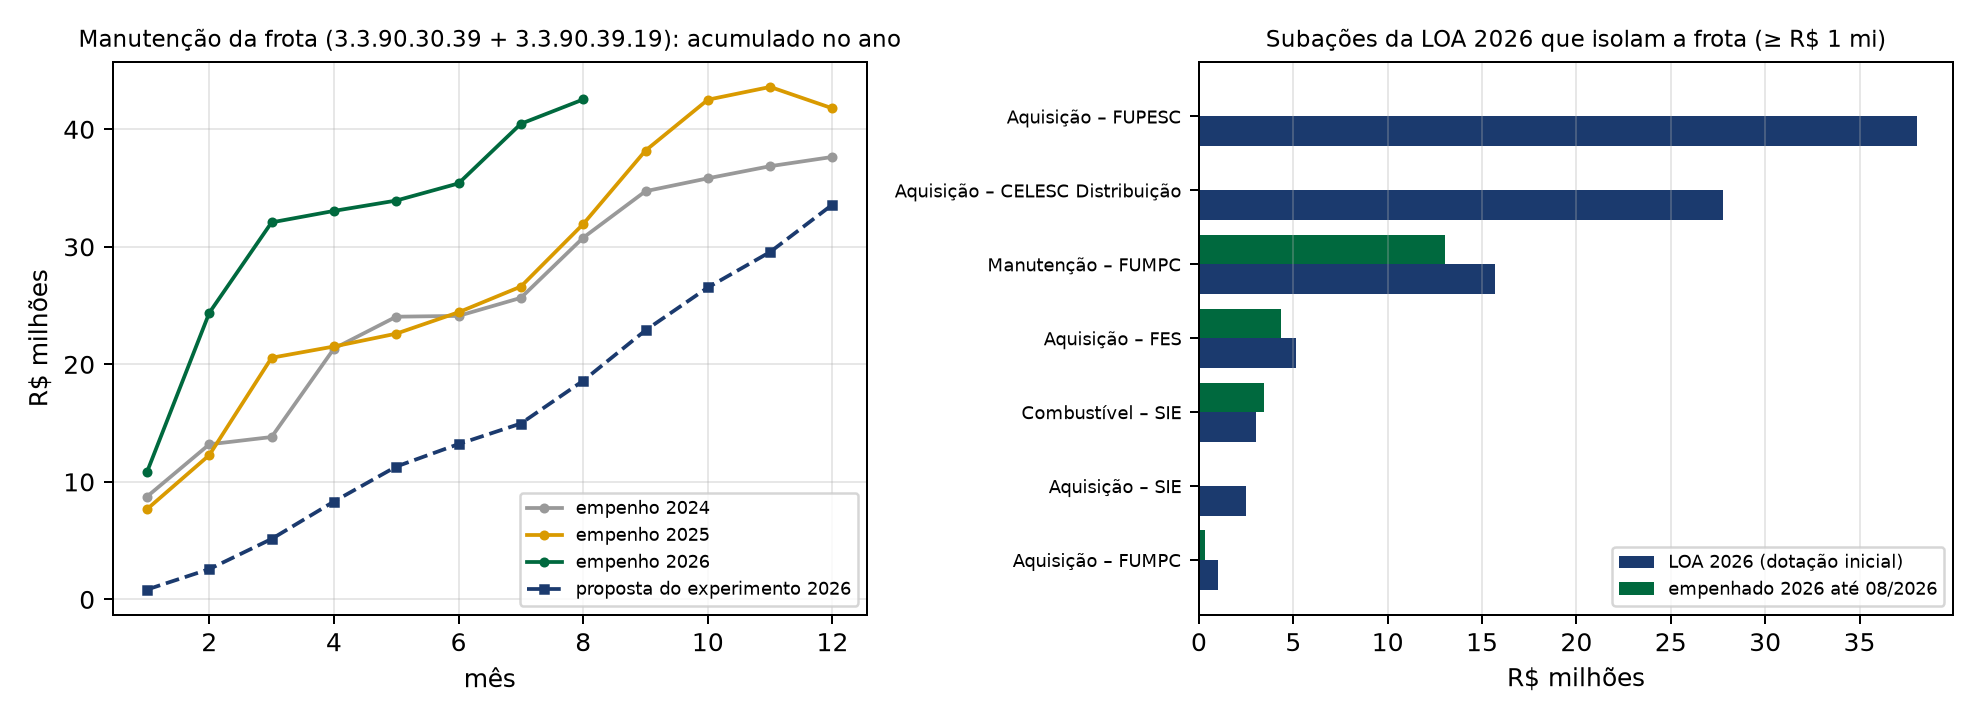 Manutenção da frota (3.3.90.30.39 + 3.3.90.39.19): acumulado no ano
R$ milhões
40
30
20
10
0
2 4 6 8 10 12
mês
empenho 2024
empenho 2025
empenho 2026
proposta do experimento 2026
Subações da LOA 2026 que isolam a frota (≥ R$ 1 mi)
Aquisição – FUPESC
Aquisição – CELESC Distribuição
Manutenção – FUMPC
Aquisição – FES
Combustível – SIE
Aquisição – SIE
Aquisição – FUMPC
0 5 10 15 20 25 30 35
R$ milhões
LOA 2026 (dotação inicial)
empenhado 2026 até 08/2026